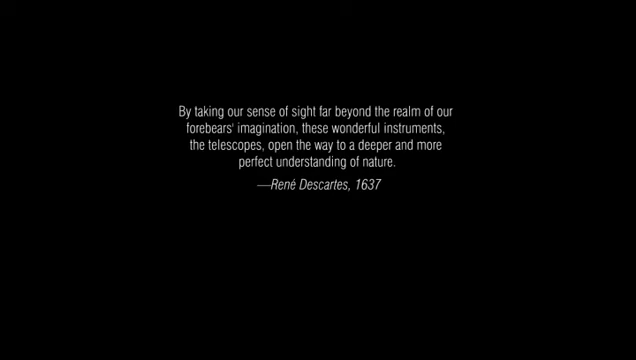 By taking our sense of sight far beyond the realm of our
forebears' imagination, these wonderful instruments,
the telescopes, open the way to a deeper and more
perfect understanding of nature.
—René Descartes, 1637